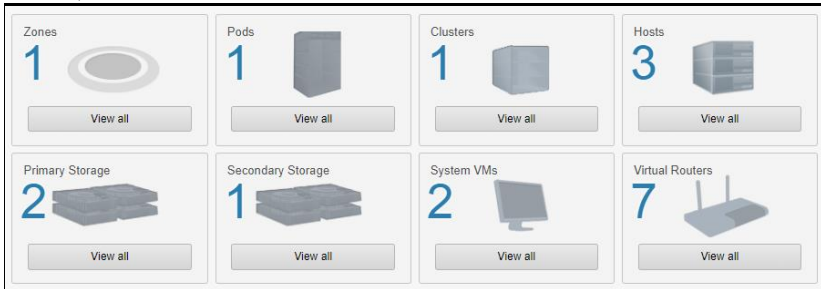 Zones
1
View all
Pods
1
View all
Clusters
1
View all
Hosts
3
View all
Primary Storage
2
View all
Secondary Storage
1
View all
System VMs
2
View all
Virtual Routers
7
View all